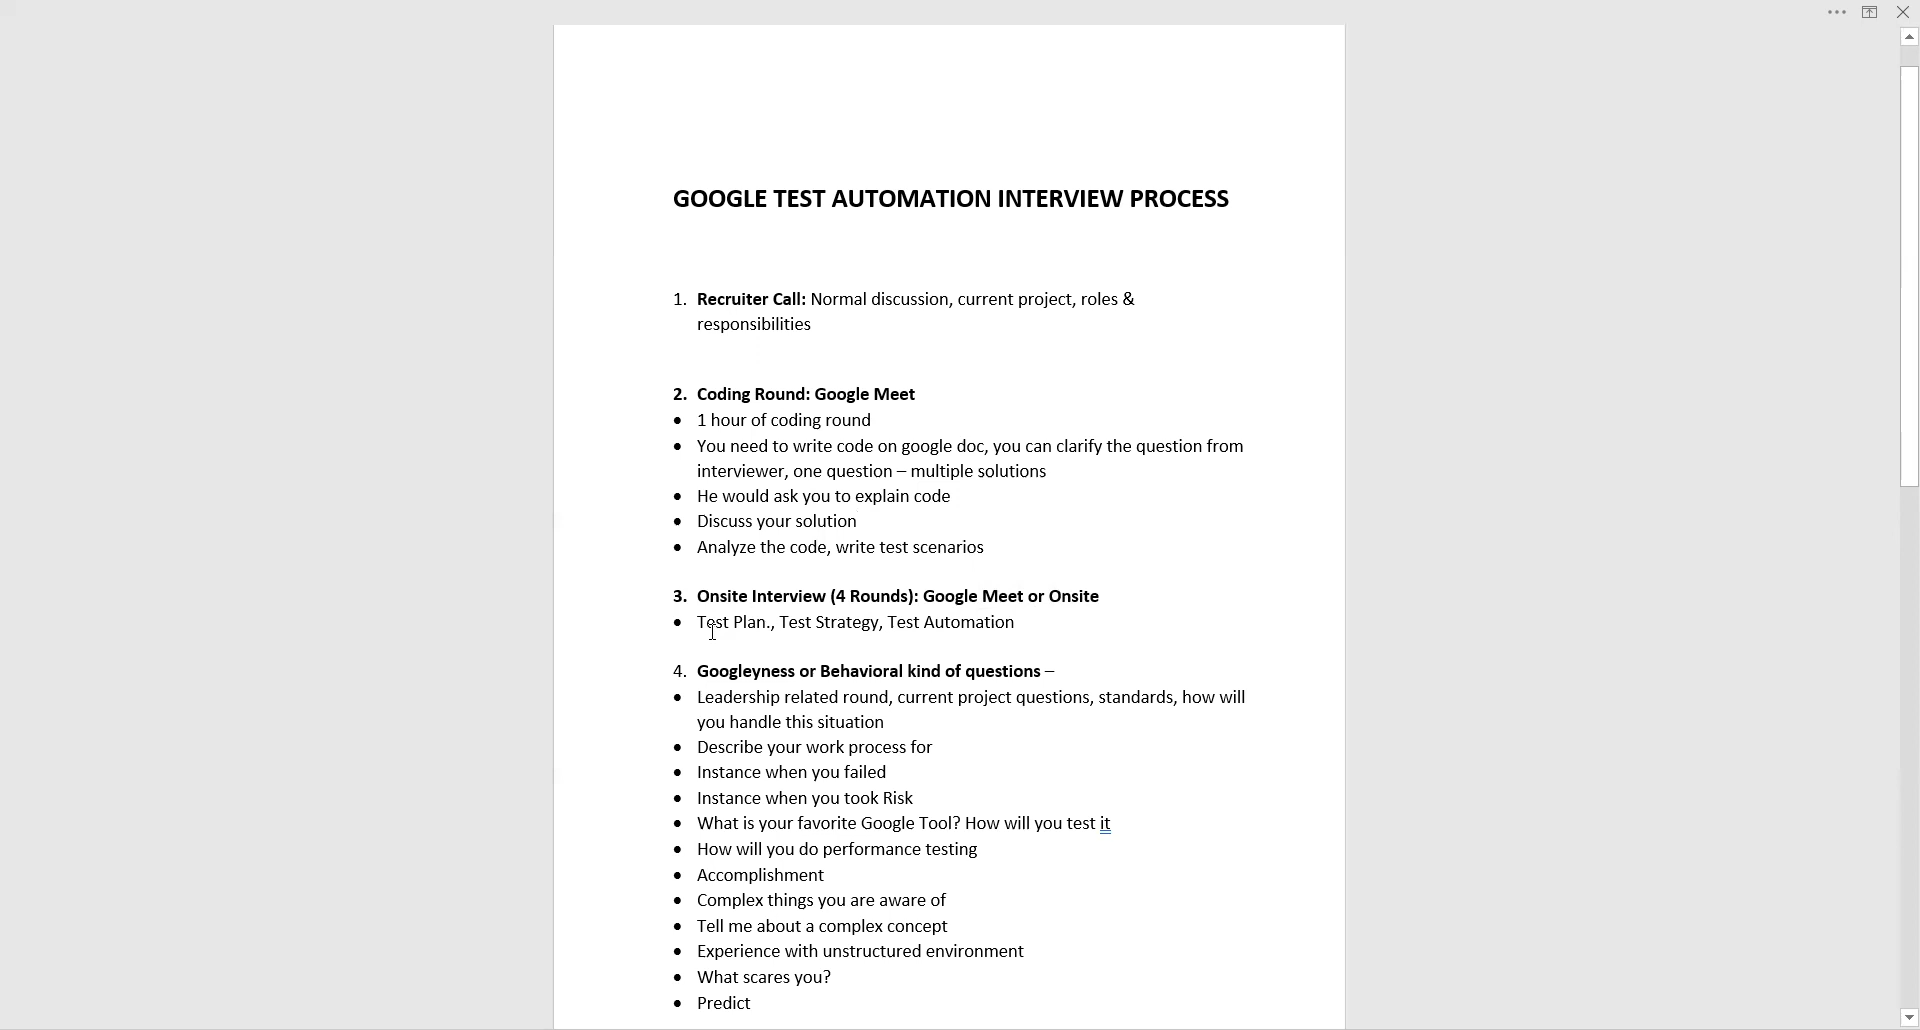 GOOGLE TEST AUTOMATION INTERVIEW PROCESS
1. Recruiter Call: Normal discussion, current project, roles &
responsibilities
2. Coding Round: Google Meet
• 1 hour of coding round
• You need to write code on google doc, you can clarify the question from
interviewer, one question – multiple solutions
• He would ask you to explain code
• Discuss your solution
• Analyze the code, write test scenarios
3. Onsite Interview (4 Rounds): Google Meet or Onsite
• Test Plan., Test Strategy, Test Automation
4. Googleyness or Behavioral kind of questions –
• Leadership related round, current project questions, standards, how will
you handle this situation
• Describe your work process for
• Instance when you failed
• Instance when you took Risk
• What is your favorite Google Tool? How will you test it
• How will you do performance testing
• Accomplishment
• Complex things you are aware of
• Tell me about a complex concept
• Experience with unstructured environment
• What scares you?
• Predict